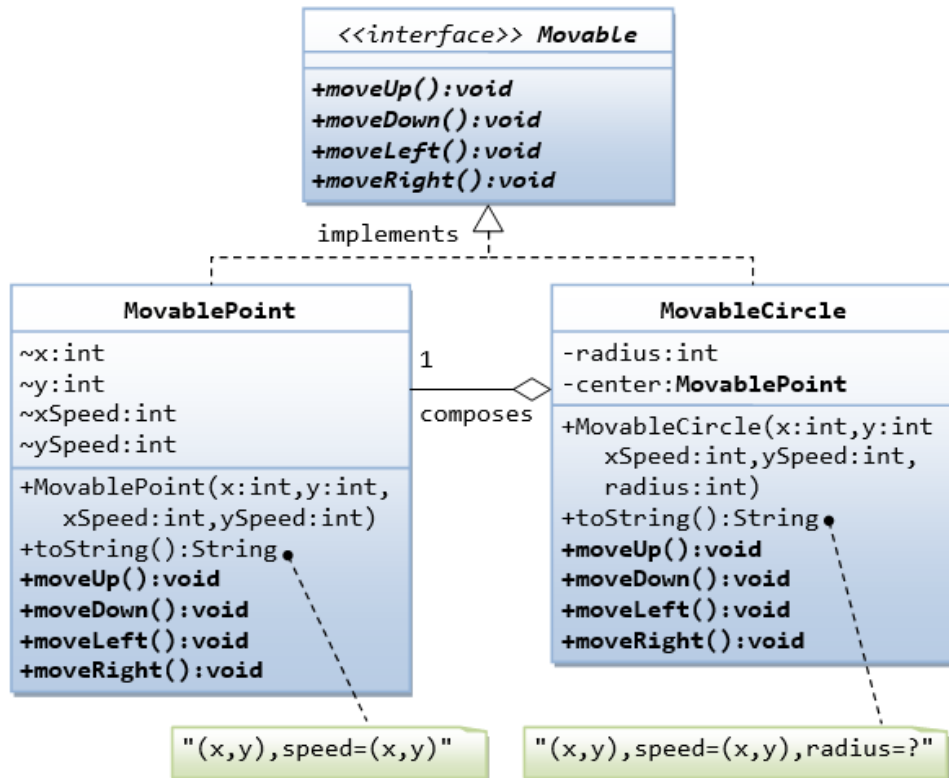 <<interface>> Movable
+moveUp():void
+moveDown():void
+moveLeft():void
+moveRight():void
implements
MovablePoint
~x:int
~y:int
~xSpeed:int
~ySpeed:int
+MovablePoint(x:int,y:int,
xSpeed:int,ySpeed:int)
+toString():String
+moveUp():void
+moveDown():void
+moveLeft():void
+moveRight():void
1
composes
MovableCircle
-radius:int
-center:MovablePoint
+MovableCircle(x:int,y:int
xSpeed:int,ySpeed:int,
radius:int)
+toString():String
+moveUp():void
+moveDown():void
+moveLeft():void
+moveRight():void
"(x,y),speed=(x,y)"
"(x,y),speed=(x,y),radius=?"